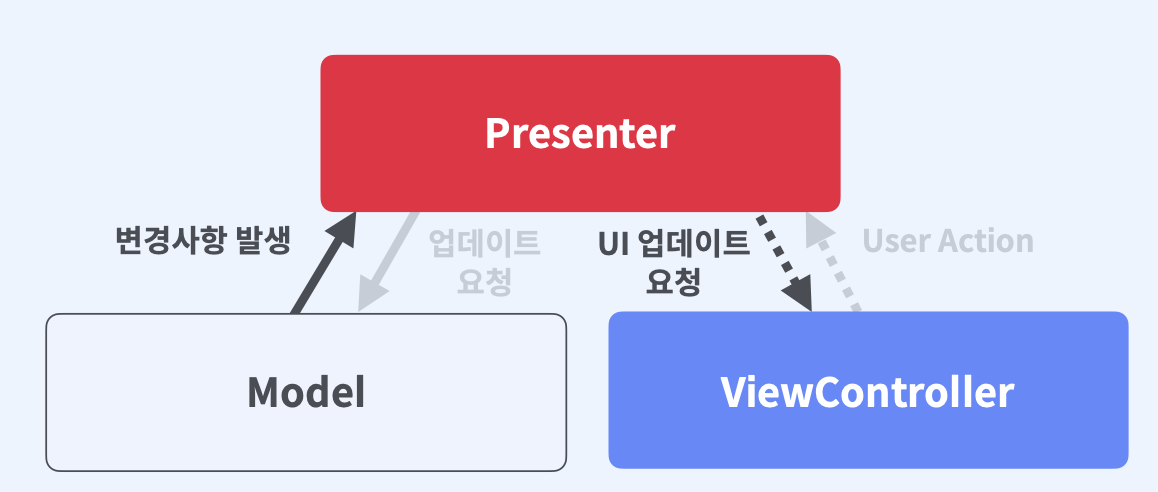 Presenter
변경사항 발생
업데이트
요청
UI 업데이트
요청
User Action
Model
ViewController